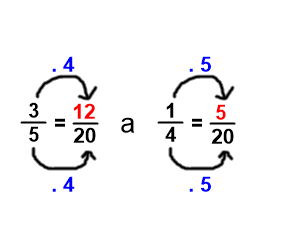 . 4 . 5
3/5 = 12/20 a 1/4 = 5/20
. 4 . 5